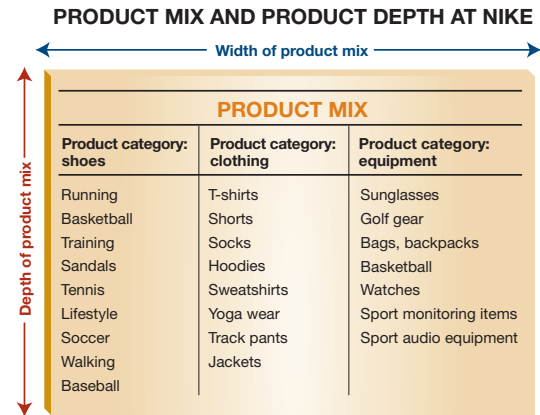 PRODUCT MIX AND PRODUCT DEPTH AT NIKE
Width of product mix
Depth of product mix
PRODUCT MIX
Product category:
shoes
Running
Basketball
Training
Sandals
Tennis
Lifestyle
Soccer
Walking
Baseball
Product category:
clothing
T-shirts
Shorts
Socks
Hoodies
Sweatshirts
Yoga wear
Track pants
Jackets
Product category:
equipment
Sunglasses
Golf gear
Bags, backpacks
Basketball
Watches
Sport monitoring items
Sport audio equipment